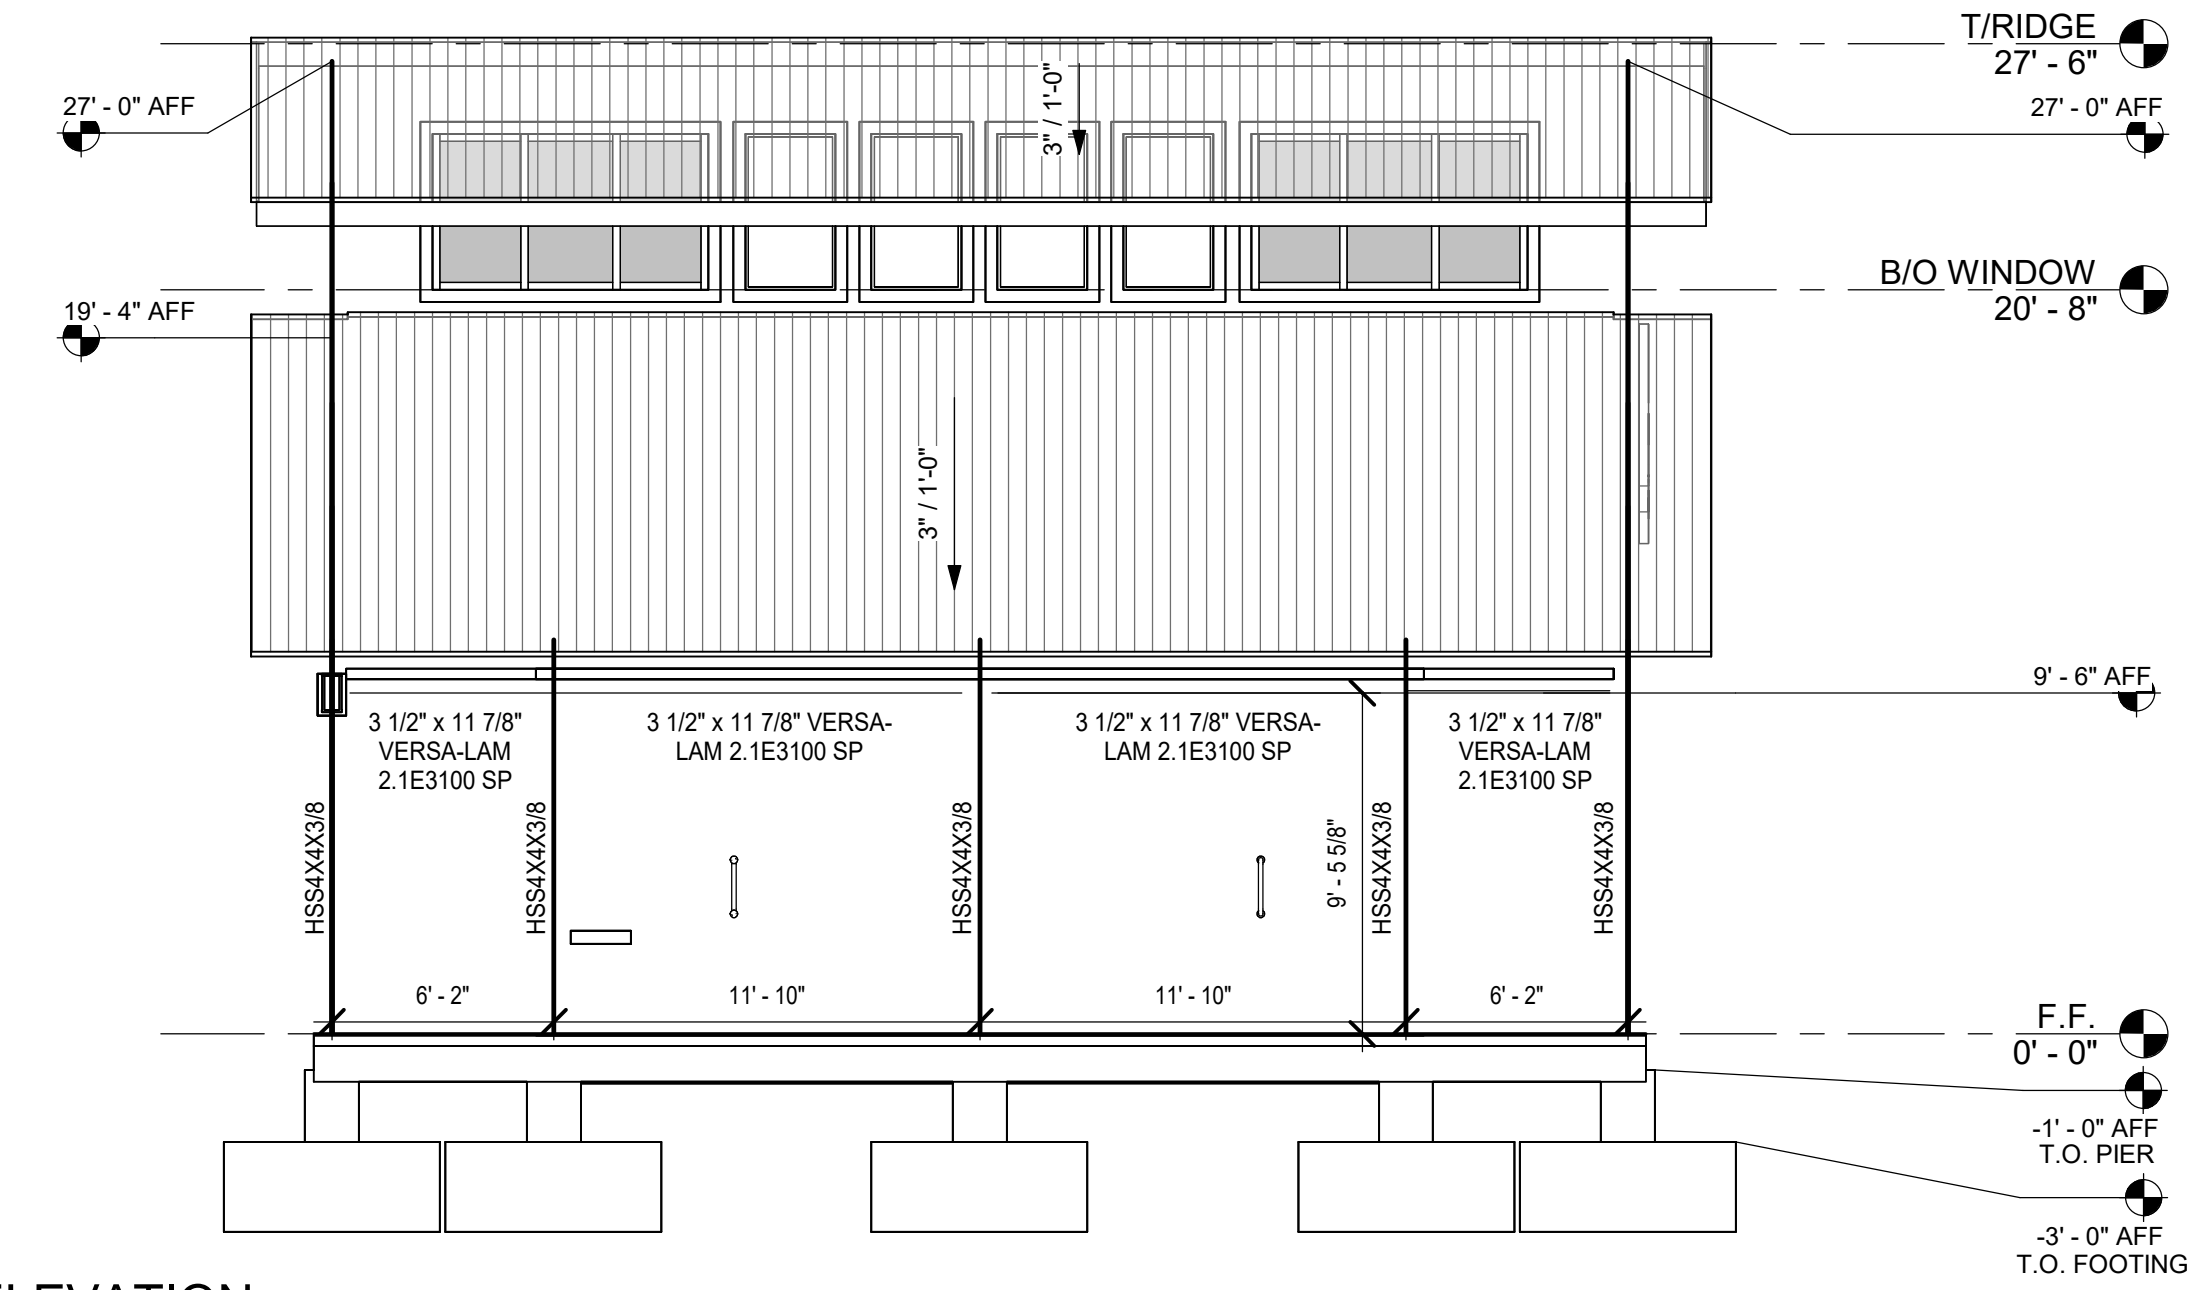 T/RIDGE
27' - 6"
27' - 0" AFF
27' - 0" AFF
3" / 1'-0"
B/O WINDOW
20' - 8"
19' - 4" AFF
3" / 1'-0"
9' - 6" AFF
3 1/2" x 11 7/8"
VERSA-LAM
2.1E3100 SP
3 1/2" x 11 7/8" VERSA-
LAM 2.1E3100 SP
3 1/2" x 11 7/8" VERSA-
LAM 2.1E3100 SP
3 1/2" x 11 7/8"
VERSA-LAM
2.1E3100 SP
HSS4X4X3/8
HSS4X4X3/8
HSS4X4X3/8
9' - 5 5/8"
HSS4X4X3/8
HSS4X4X3/8
6' - 2"
11' - 10"
11' - 10"
6' - 2"
F.F.
0' - 0"
-1' - 0" AFF
T.O. PIER
-3' - 0" AFF
T.O. FOOTING
ELEVATION